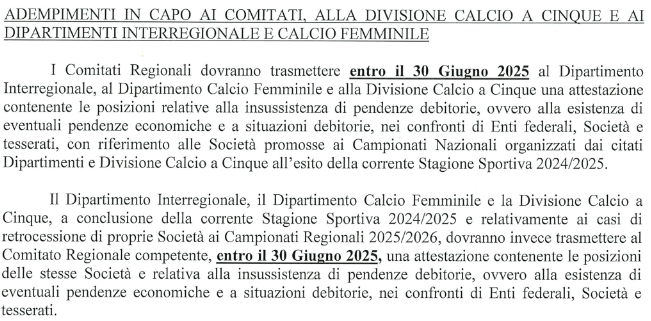 ADEMPIMENTI IN CAPO AI COMITATI, ALLA DIVISIONE CALCIO A CINQUE E AI
DIPARTIMENTI INTERREGIONALE E CALCIO FEMMINILE
I Comitati Regionali dovranno trasmettere entro il 30 Giugno 2025 al Dipartimento
Interregionale, al Dipartimento Calcio Femminile e alla Divisione Calcio a Cinque una attestazione
contenente le posizioni relative alla insussistenza di pendenze debitorie, ovvero alla esistenza di
eventuali pendenze economiche e a situazioni debitorie, nei confronti di Enti federali, Società e
tesserati, con riferimento alle Società promosse ai Campionati Nazionali organizzati dai citati
Dipartimenti e Divisione Calcio a Cinque all'esito della corrente Stagione Sportiva 2024/2025.
Il Dipartimento Interregionale, il Dipartimento Calcio Femminile e la Divisione Calcio a
Cinque, a conclusione della corrente Stagione Sportiva 2024/2025 e relativamente ai casi di
retrocessione di proprie Società ai Campionati Regionali 2025/2026, dovranno invece trasmettere al
Comitato Regionale competente, entro il 30 Giugno 2025, una attestazione contenente le posizioni
delle stesse Società e relativa alla insussistenza di pendenze debitorie, ovvero alla esistenza di
eventuali pendenze economiche e a situazioni debitorie, nei confronti di Enti federali, Società e
tesserati.